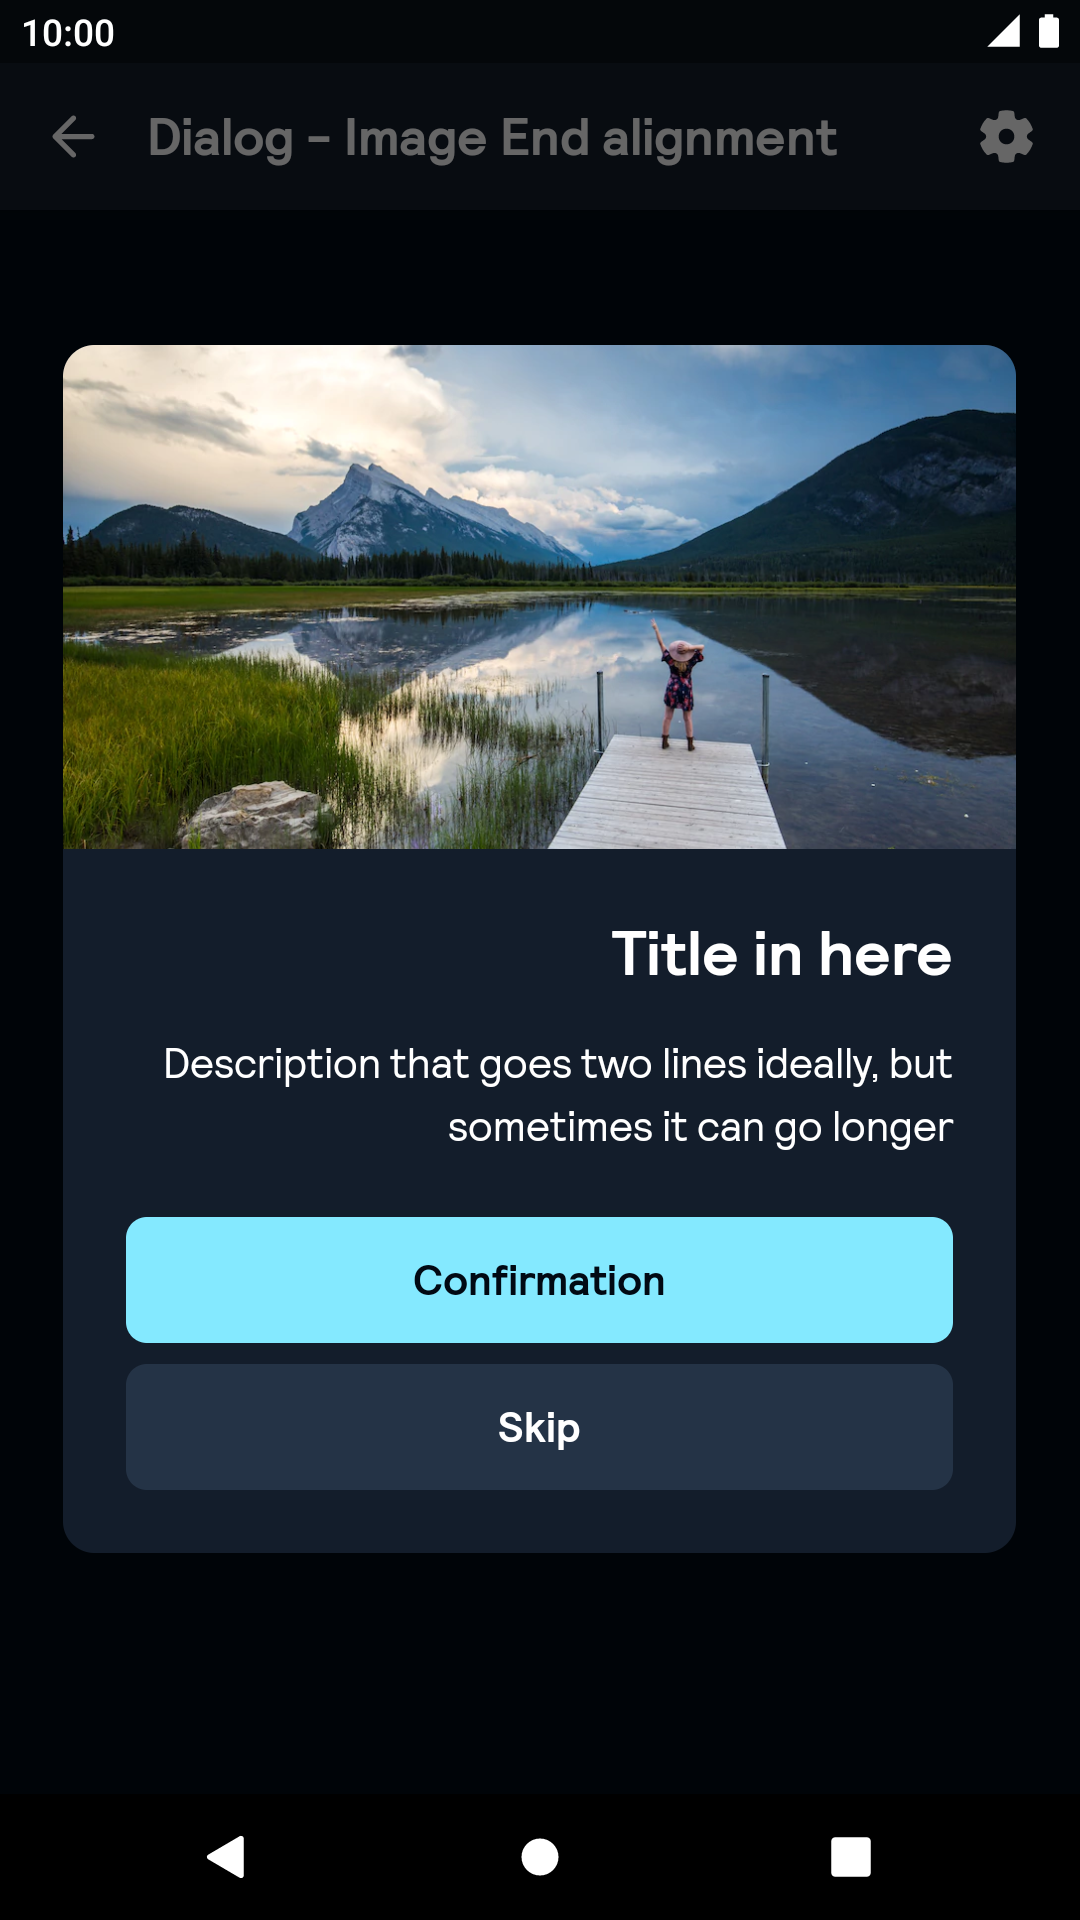 10:00
Dialog - Image End alignment
Title in here
Description that goes two lines ideally, but
sometimes it can go longer
Confirmation
Skip